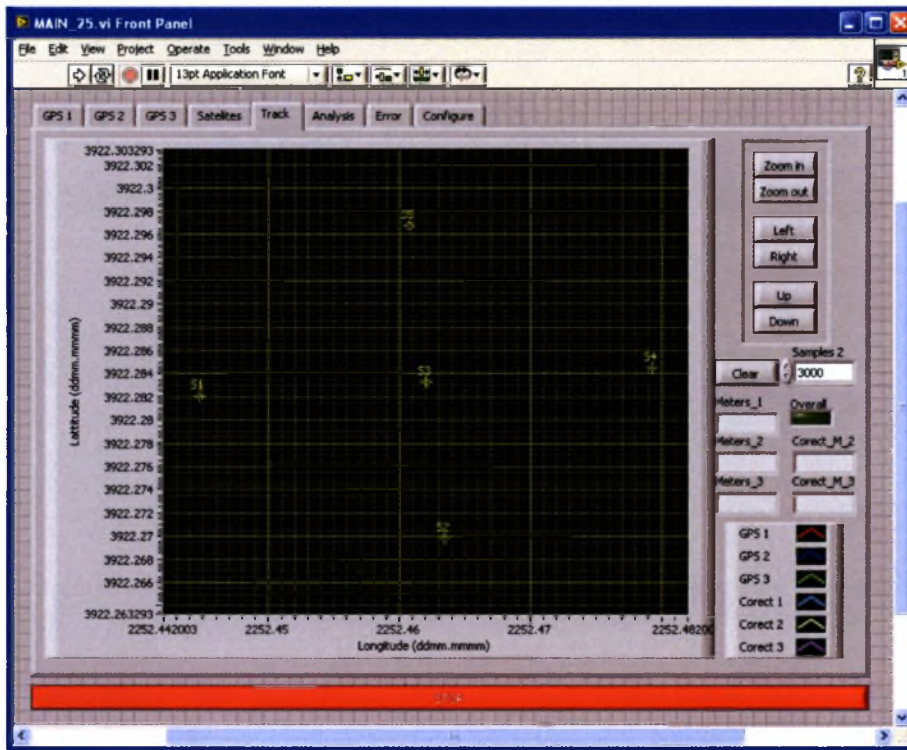 MAIN_25.vi Front Panel
File Edit View Project Operate Tools Window Help
13pt Application Font
GPS 1 GPS 2 GPS 3 Satelites Track Analysis Error Configure
3922.303293
3922.302
3922.3
3922.298
3922.296
3922.294
3922.292
3922.29
3922.288
3922.286
3922.284
3922.282
3922.28
3922.278
3922.276
3922.274
3922.272
3922.27
3922.268
3922.266
3922.263293
Lattitude (ddmm.mmmm)
2252.442003 2252.45 2252.46 2252.47 2252.48200
Longitude (ddmm.mmmm)
S1
S4
Zoom in
Zoom out
Left
Right
Up
Down
Samples 2
Clear 3000
Meters_1 Overall
Meters_2 Corect_M_2
Meters_3 Corect_M_3
GPS 1
GPS 2
GPS 3
Corect 1
Corect 2
Corect 3
STOP